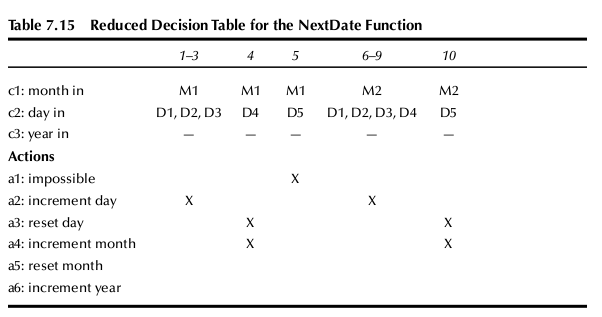 Table 7.15 Reduced Decision Table for the NextDate Function
1–3 4 5 6–9 10
c1: month in M1 M1 M1 M2 M2
c2: day in D1, D2, D3 D4 D5 D1, D2, D3, D4 D5
c3: year in — — — — —
Actions
a1: impossible X
a2: increment day X X
a3: reset day X X
a4: increment month X X
a5: reset month
a6: increment year